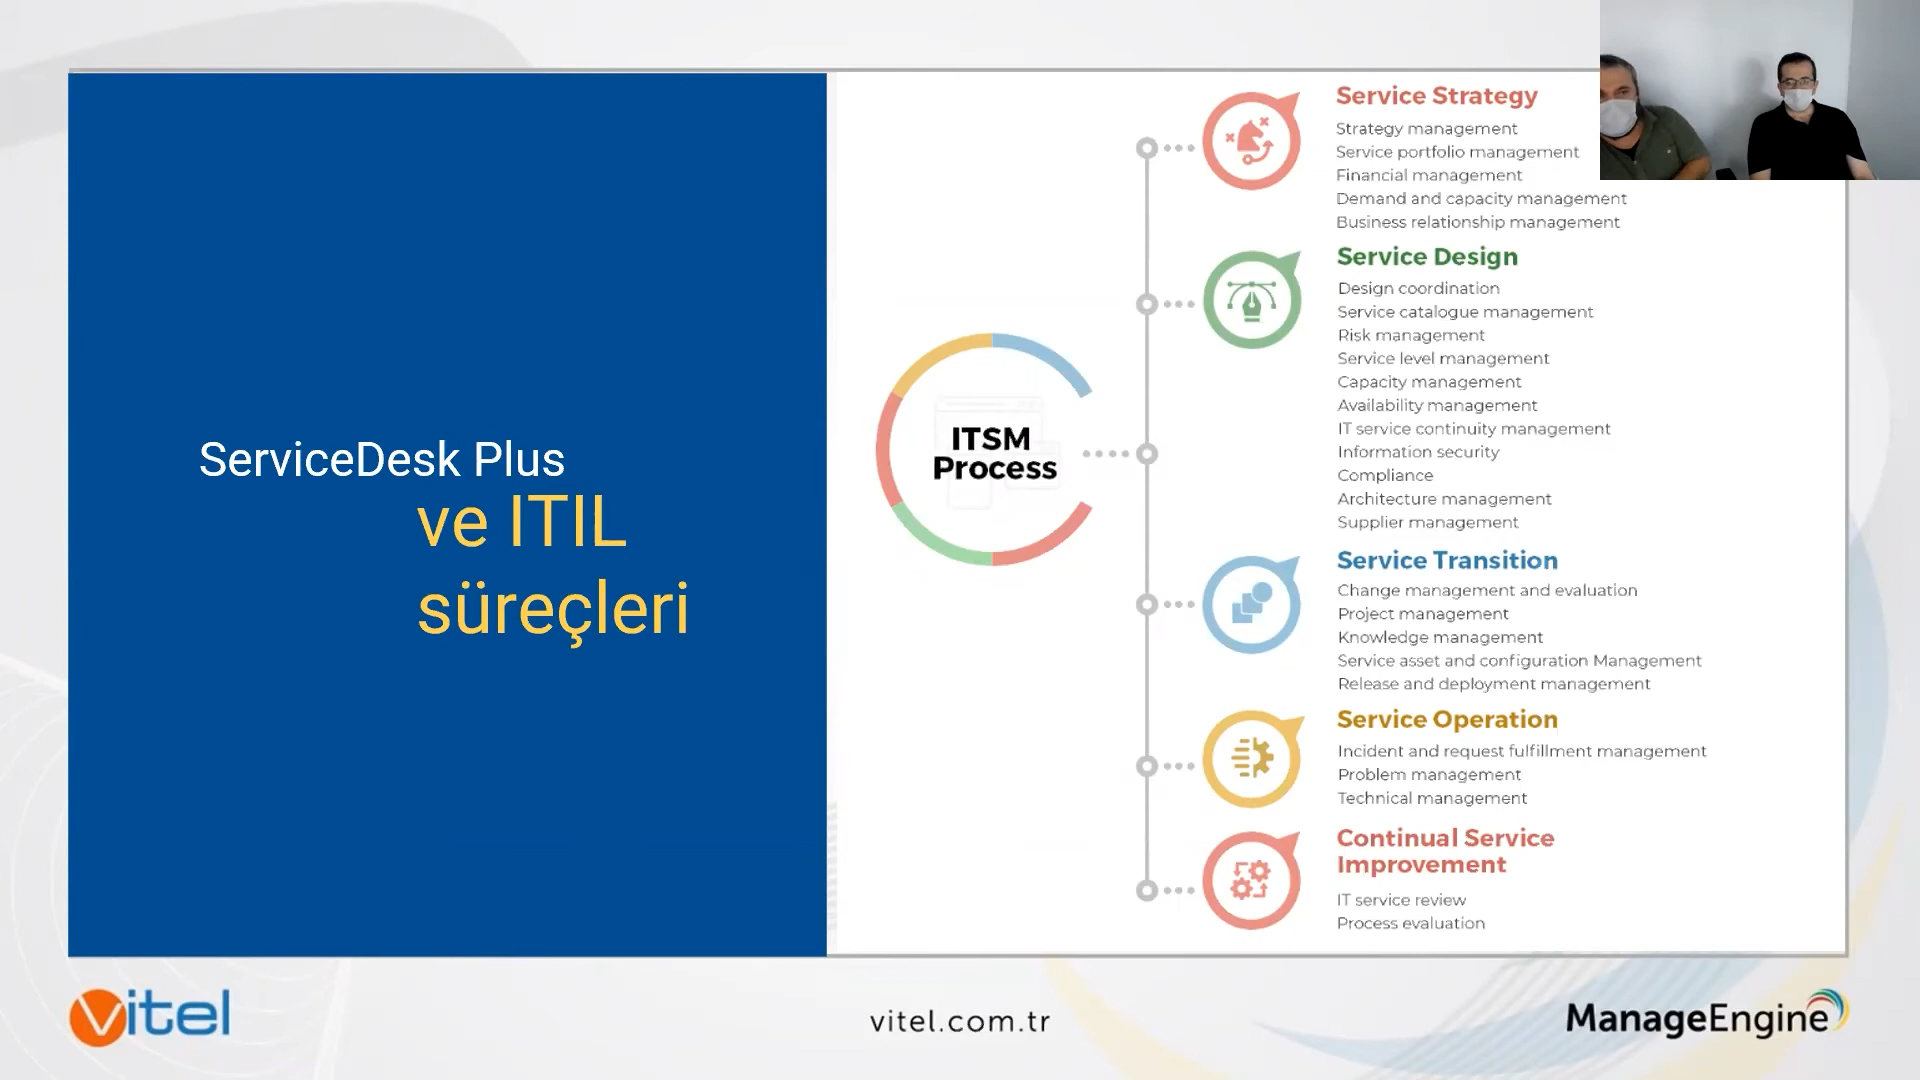 ServiceDesk Plus
ve ITIL
süreçleri
ITSM
Process
Service Strategy
Strategy management
Service portfolio management
Financial management
Demand and capacity management
Business relationship management
Service Design
Design coordination
Service catalogue management
Risk management
Service level management
Capacity management
Availability management
IT service continuity management
Information security
Compliance
Architecture management
Supplier management
Service Transition
Change management and evaluation
Project management
Knowledge management
Service asset and configuration Management
Release and deployment management
Service Operation
Incident and request fulfillment management
Problem management
Technical management
Continual Service
Improvement
IT service review
Process evaluation
vitel
vitel.com.tr
ManageEngine